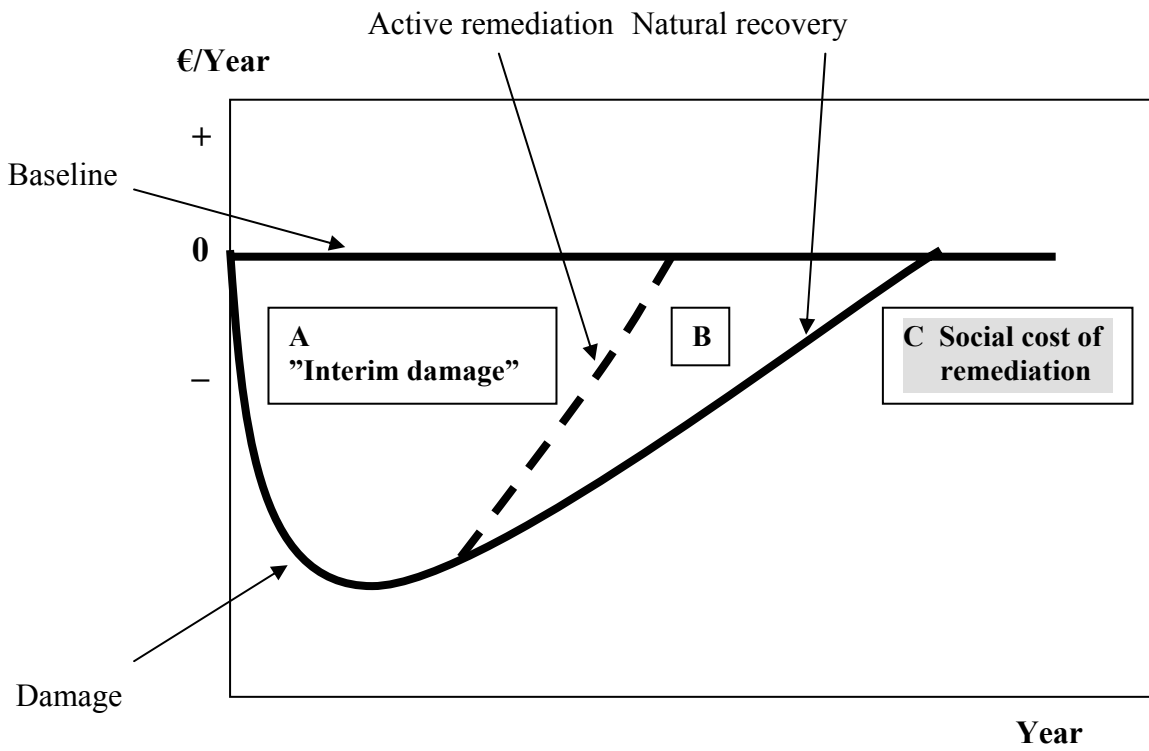 Active remediation Natural recovery
€/Year
+
Baseline
0
A
”Interim damage”
B
C Social cost of
remediation
–
Damage
Year